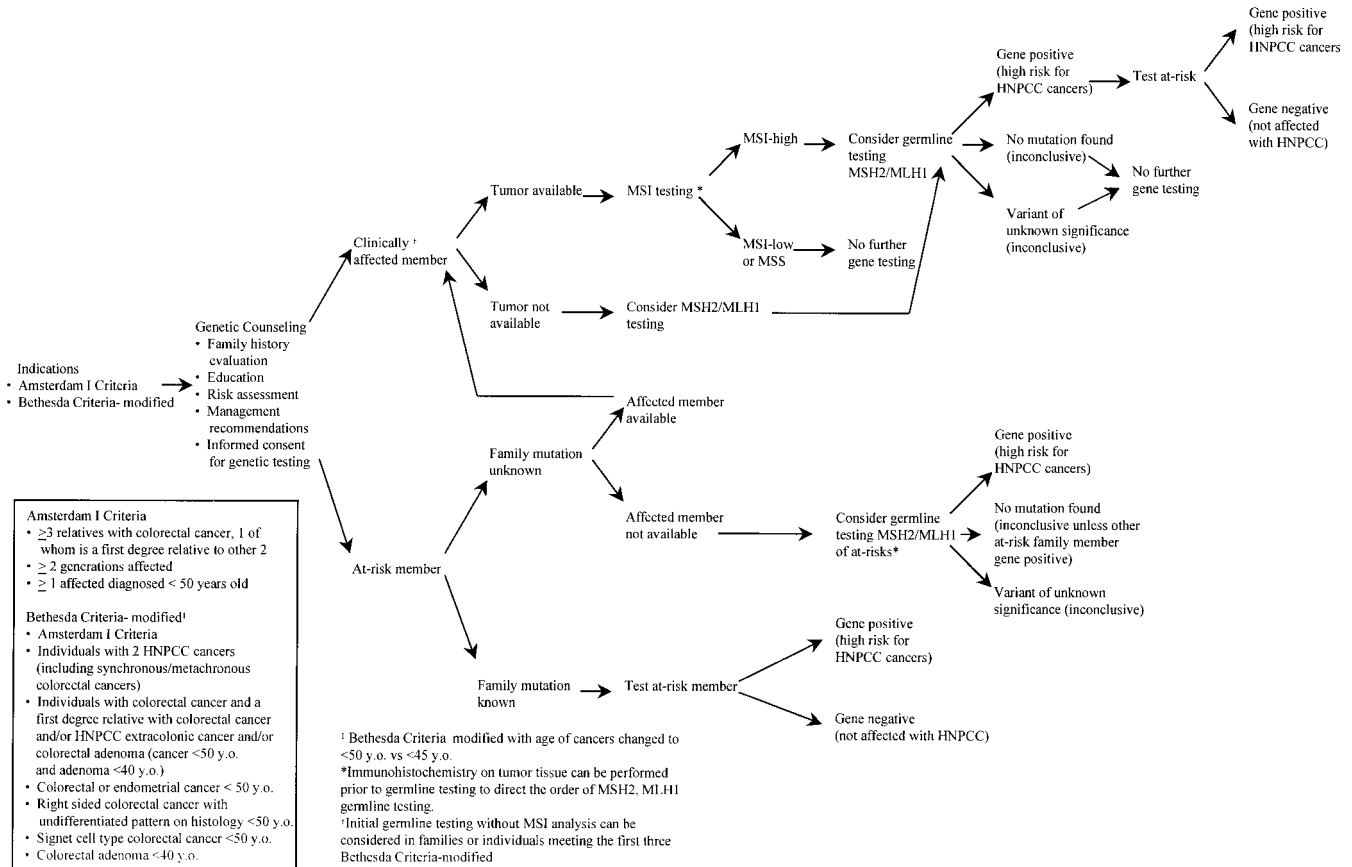 Indications
• Amsterdam I Criteria
• Bethesda Criteria- modified
Genetic Counseling
• Family history
evaluation
• Education
• Risk assessment
• Management
recommendations
• Informed consent
for genetic testing
Clinically †
affected member
Tumor available
MSI testing *
MSI-high
Consider germline
testing
MSH2/MLH1
Gene positive
(high risk for
HNPCC cancers)
Test at-risk
Gene positive
(high risk for
HNPCC cancers
Gene negative
(not affected
with HNPCC)
No mutation found
(inconclusive)
No further
gene testing
Variant of
unknown significance
(inconclusive)
MSI-low
or MSS
No further
gene testing
Tumor not
available
Consider MSH2/MLH1
testing
At-risk member
Family mutation
unknown
Affected member
available
Affected member
not available
Consider germline
testing MSH2/MLH1
of at-risks*
Gene positive
(high risk for
HNPCC cancers)
No mutation found
(inconclusive unless other
at-risk family member
gene positive)
Variant of unknown
significance (inconclusive)
Family mutation
known
Test at-risk member
Gene positive
(high risk for
HNPCC cancers)
Gene negative
(not affected with HNPCC)
Amsterdam I Criteria
• ≥3 relatives with colorectal cancer, 1 of
whom is a first degree relative to other 2
• ≥ 2 generations affected
• ≥ 1 affected diagnosed < 50 years old
Bethesda Criteria- modified‡
• Amsterdam I Criteria
• Individuals with 2 HNPCC cancers
(including synchronous/metachronous
colorectal cancers)
• Individuals with colorectal cancer and a
first degree relative with colorectal cancer
and/or HNPCC extracolonic cancer and/or
colorectal adenoma (cancer <50 y.o.
and adenoma <40 y.o.)
• Colorectal or endometrial cancer < 50 y.o.
• Right sided colorectal cancer with
undifferentiated pattern on histology <50 y.o.
• Signet cell type colorectal cancer <50 y.o.
• Colorectal adenoma <40 y.o.
‡ Bethesda Criteria modified with age of cancers changed to
<50 y.o. vs <45 y.o.
*Immunohistochemistry on tumor tissue can be performed
prior to germline testing to direct the order of MSH2, MLH1
germline testing.
†Initial germline testing without MSI analysis can be
considered in families or individuals meeting the first three
Bethesda Criteria-modified